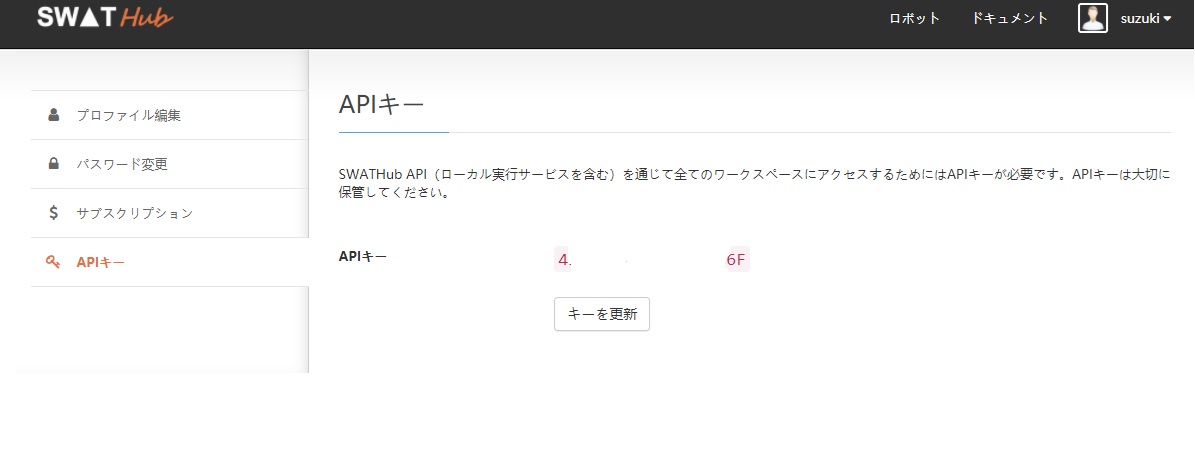 SWAT Hub
ロボット ドキュメント suzuki
プロファイル編集
パスワード変更
サブスクリプション
APIキー
APIキー
SWATHub API（ローカル実行サービスを含む）を通じて全てのワークスペースにアクセスするためにはAPIキーが必要です。APIキーは大切に
保管してください。
APIキー 4. 6F
キーを更新